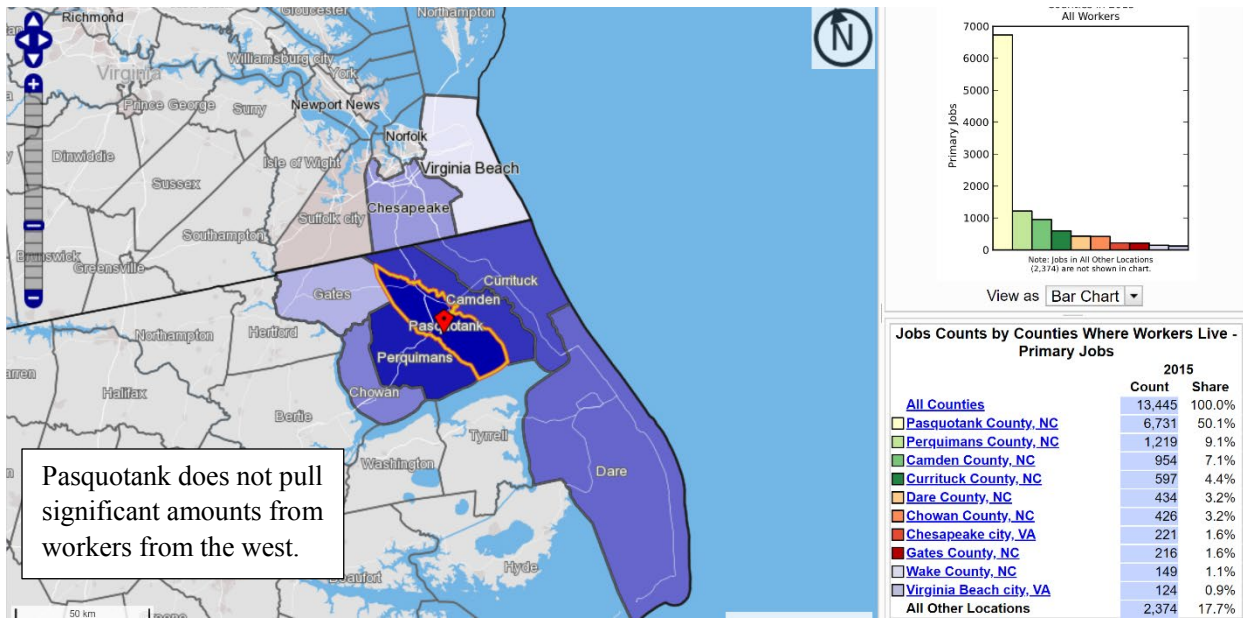 Richmond
Gloucester
Northampton
Williamsburg city
York
Virginia
Prince George
Surry
Newport News
N
Norfolk
Dinwiddie
Isle of Wight
Virginia Beach
Sussex
Chesapeake
Suffolk city
Southampton
Brunswick
Greensville
Currituck
Gates
Camden
Northampton
Hertford
Pasquotank
Perquimans
Halifax
Chowan
Bertie
Tyrrell
Washington
Dare
Hyde
Beaufort
Pasquotank does not pull
significant amounts from
workers from the west.
50 km
All Workers
7000
6000
5000
4000
3000
2000
1000
0
Primary Jobs
Note: Jobs in All Other Locations
(2,374) are not shown in chart.
View as Bar Chart
Jobs Counts by Counties Where Workers Live -
Primary Jobs
2015
Count Share
All Counties 13,445 100.0%
Pasquotank County, NC 6,731 50.1%
Perquimans County, NC 1,219 9.1%
Camden County, NC 954 7.1%
Currituck County, NC 597 4.4%
Dare County, NC 434 3.2%
Chowan County, NC 426 3.2%
Chesapeake city, VA 221 1.6%
Gates County, NC 216 1.6%
Wake County, NC 149 1.1%
Virginia Beach city, VA 124 0.9%
All Other Locations 2,374 17.7%